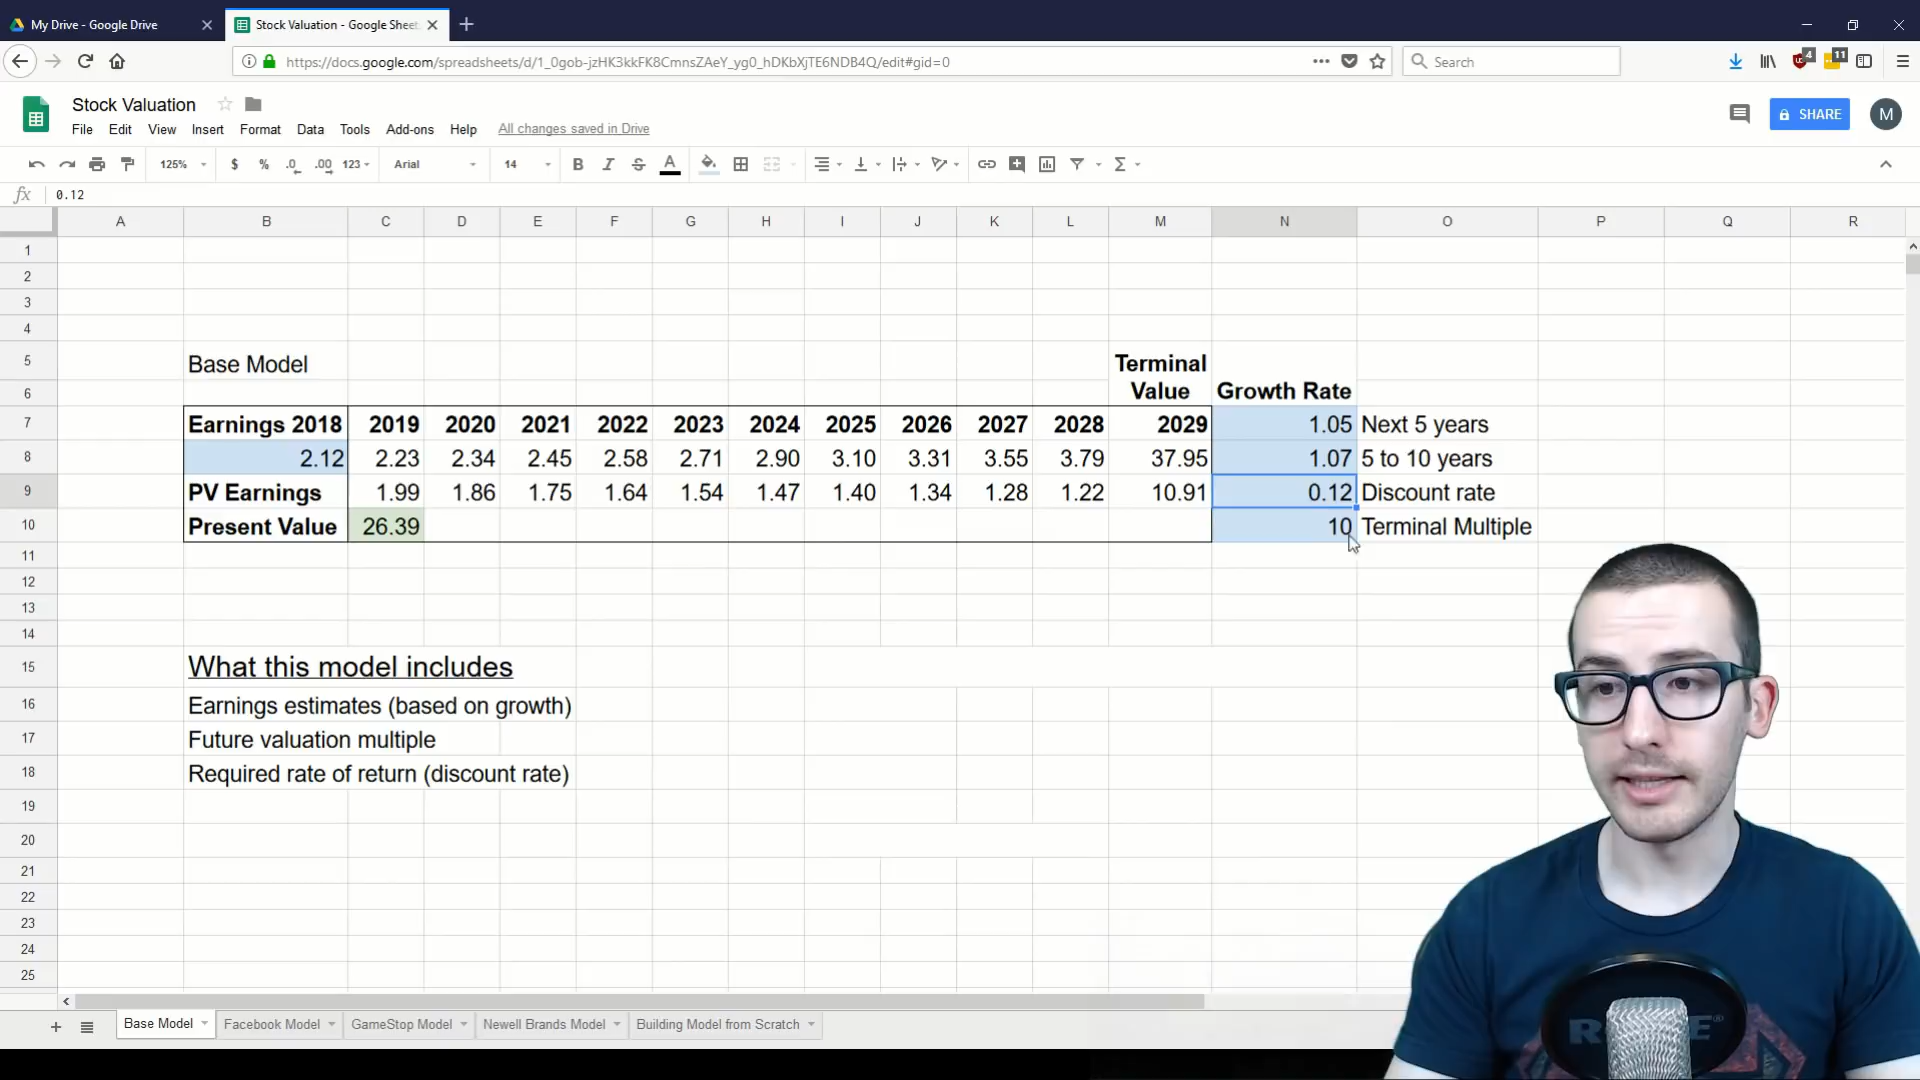 My Drive - Google Drive
Stock Valuation - Google Sheet
https://docs.google.com/spreadsheets/d/1_0gob-jzHK3kkFK8CmnsZAeY_yg0_hDKbXjTE6NDB4Q/edit#gid=0
Search
4
11
Stock Valuation
SHARE
M
File Edit View Insert Format Data Tools Add-ons Help All changes saved in Drive
125% $ % .0 .00 123 Arial 14 B I S A Σ
fx 0.12
A B C D E F G H I J K L M N O P Q R
1
2
3
4
5 Base Model Terminal
6 Value Growth Rate
7 Earnings 2018 2019 2020 2021 2022 2023 2024 2025 2026 2027 2028 2029 1.05 Next 5 years
8 2.12 2.23 2.34 2.45 2.58 2.71 2.90 3.10 3.31 3.55 3.79 37.95 1.07 5 to 10 years
9 PV Earnings 1.99 1.86 1.75 1.64 1.54 1.47 1.40 1.34 1.28 1.22 10.91 0.12 Discount rate
10 Present Value 26.39 10 Terminal Multiple
11
12
13
14
15 What this model includes
16 Earnings estimates (based on growth)
17 Future valuation multiple
18 Required rate of return (discount rate)
19
20
21
22
23
24
25
Base Model Facebook Model GameStop Model Newell Brands Model Building Model from Scratch